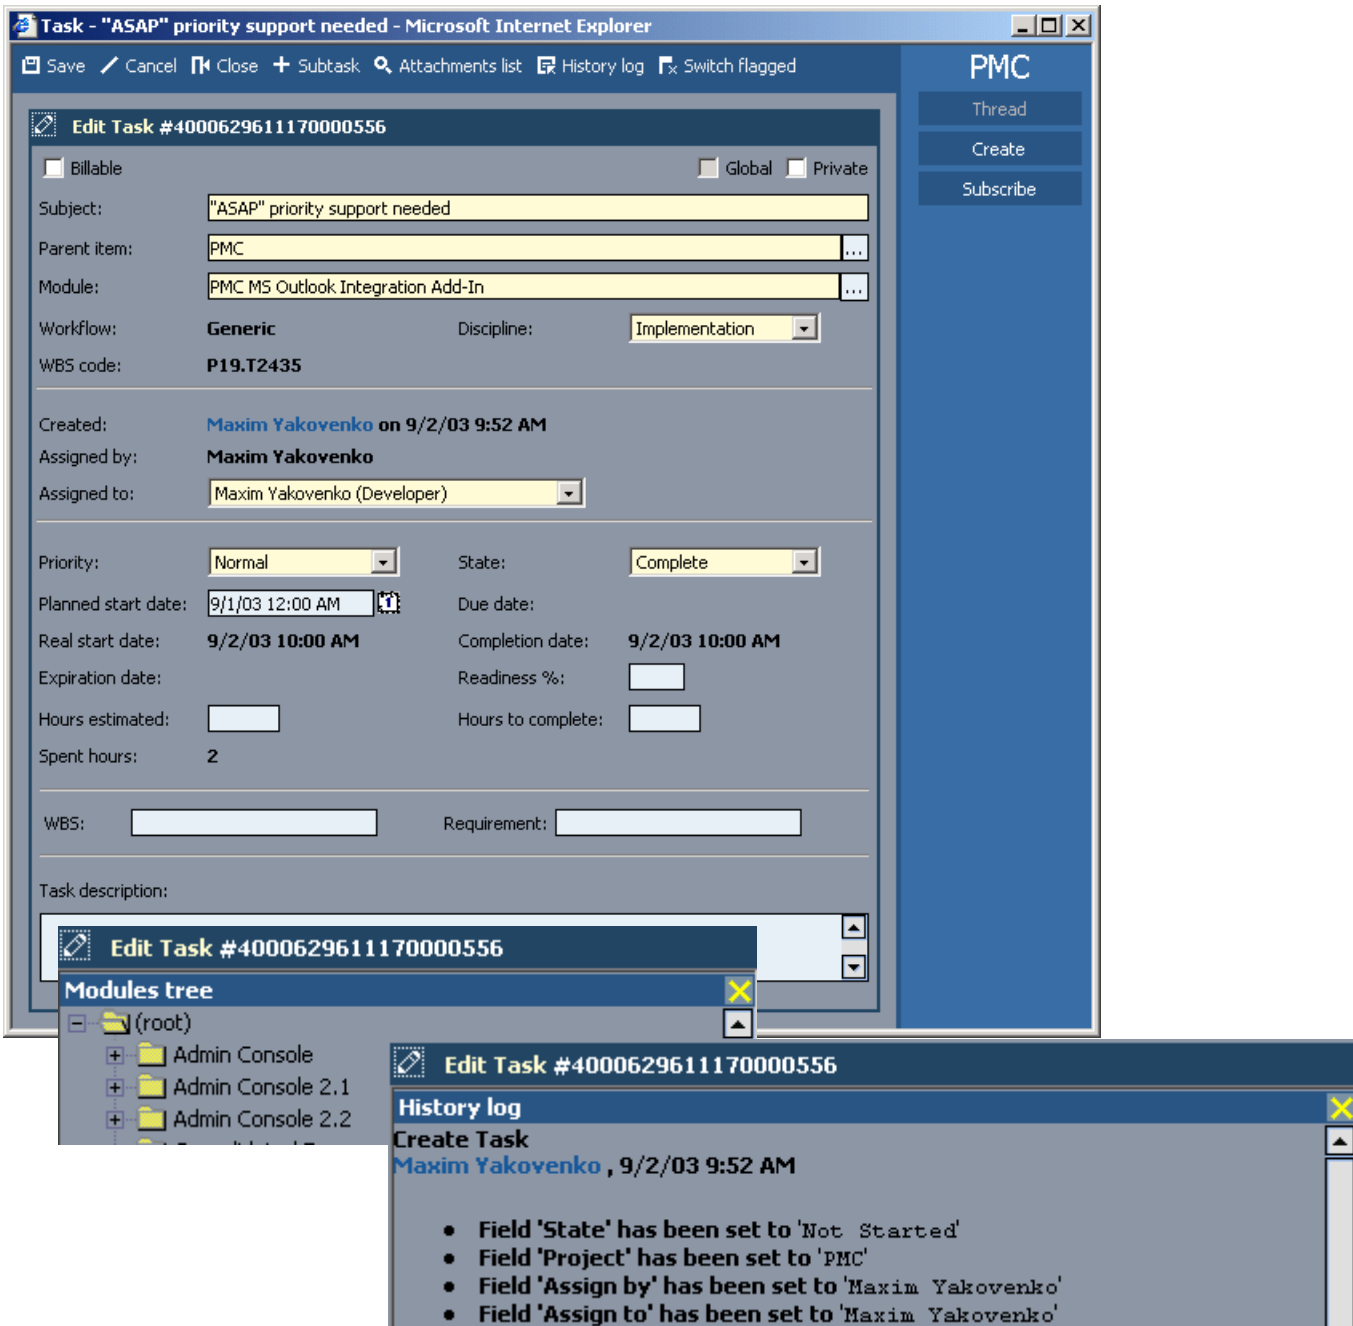 Task - "ASAP" priority support needed - Microsoft Internet Explorer
Save Cancel Close Subtask Attachments list History log Switch flagged
PMC
Thread
Create
Subscribe
Edit Task #4000629611170000556
Billable Global Private
Subject: "ASAP" priority support needed
Parent item: PMC ...
Module: PMC MS Outlook Integration Add-In ...
Workflow: Generic Discipline: Implementation
WBS code: P19.T2435
Created: Maxim Yakovenko on 9/2/03 9:52 AM
Assigned by: Maxim Yakovenko
Assigned to: Maxim Yakovenko (Developer)
Priority: Normal State: Complete
Planned start date: 9/1/03 12:00 AM 1 Due date:
Real start date: 9/2/03 10:00 AM Completion date: 9/2/03 10:00 AM
Expiration date: Readiness %:
Hours estimated: Hours to complete:
Spent hours: 2
WBS: Requirement:
Task description:
Edit Task #4000629611170000556
Modules tree
(root)
Admin Console
Admin Console 2.1
Admin Console 2.2
Edit Task #4000629611170000556
History log
Create Task
Maxim Yakovenko , 9/2/03 9:52 AM
• Field 'State' has been set to 'Not Started'
• Field 'Project' has been set to 'PMC'
• Field 'Assign by' has been set to 'Maxim Yakovenko'
• Field 'Assign to' has been set to 'Maxim Yakovenko'